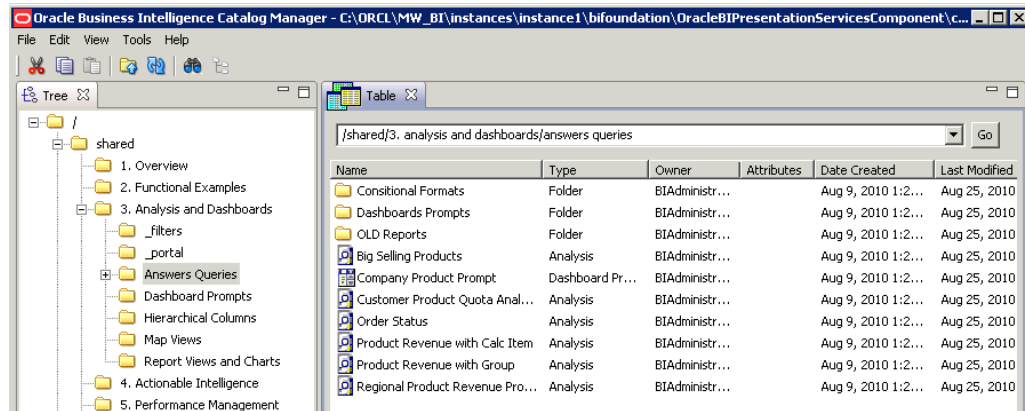 Oracle Business Intelligence Catalog Manager - C:\ORCL\MW_BI\instances\instance1\bifoundation\OracleBIPresentationServicesComponent\c...
File Edit View Tools Help
Tree
/
shared
1. Overview
2. Functional Examples
3. Analysis and Dashboards
_filters
_portal
Answers Queries
Dashboard Prompts
Hierarchical Columns
Map Views
Report Views and Charts
4. Actionable Intelligence
5. Performance Management
Table
/shared/3. analysis and dashboards/answers queries Go
Name Type Owner Attributes Date Created Last Modified
Consitional Formats Folder BIAdministr... Aug 9, 2010 1:2... Aug 25, 2010
Dashboards Prompts Folder BIAdministr... Aug 9, 2010 1:2... Aug 25, 2010
OLD Reports Folder BIAdministr... Aug 9, 2010 1:2... Aug 25, 2010
Big Selling Products Analysis BIAdministr... Aug 9, 2010 1:2... Aug 25, 2010
Company Product Prompt Dashboard Pr... BIAdministr... Aug 9, 2010 1:2... Aug 25, 2010
Customer Product Quota Anal... Analysis BIAdministr... Aug 9, 2010 1:2... Aug 25, 2010
Order Status Analysis BIAdministr... Aug 9, 2010 1:2... Aug 25, 2010
Product Revenue with Calc Item Analysis BIAdministr... Aug 9, 2010 1:2... Aug 25, 2010
Product Revenue with Group Analysis BIAdministr... Aug 9, 2010 1:2... Aug 25, 2010
Regional Product Revenue Pro... Analysis BIAdministr... Aug 9, 2010 1:2... Aug 25, 2010